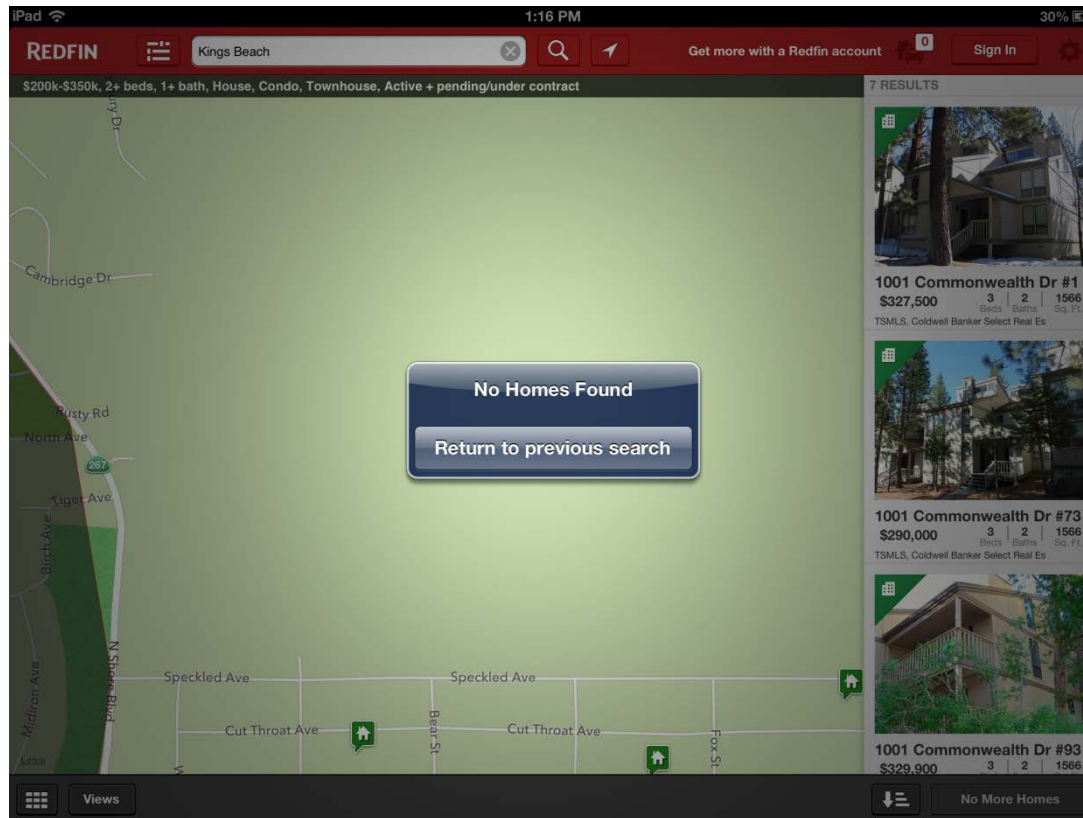 iPad
1:16 PM
30%
REDFIN
Kings Beach
Get more with a Redfin account
0
Sign In
$200k-$350k, 2+ beds, 1+ bath, House, Condo, Townhouse, Active + pending/under contract
7 RESULTS
Cambridge Dr
Rusty Rd
North Ave
267
Tiger Ave
Birch Ave
N Shore Blvd
Midiron Ave
Speckled Ave
Speckled Ave
Cut Throat Ave
Bear St
Cut Throat Ave
Fox St
No Homes Found
Return to previous search
1001 Commonwealth Dr #1
$327,500
3 Beds
2 Baths
1566 Sq. Ft.
TSMLS, Coldwell Banker Select Real Es
1001 Commonwealth Dr #73
$290,000
3 Beds
2 Baths
1566 Sq. Ft.
TSMLS, Coldwell Banker Select Real Es
1001 Commonwealth Dr #93
$329,900
3
2
1566
Views
No More Homes